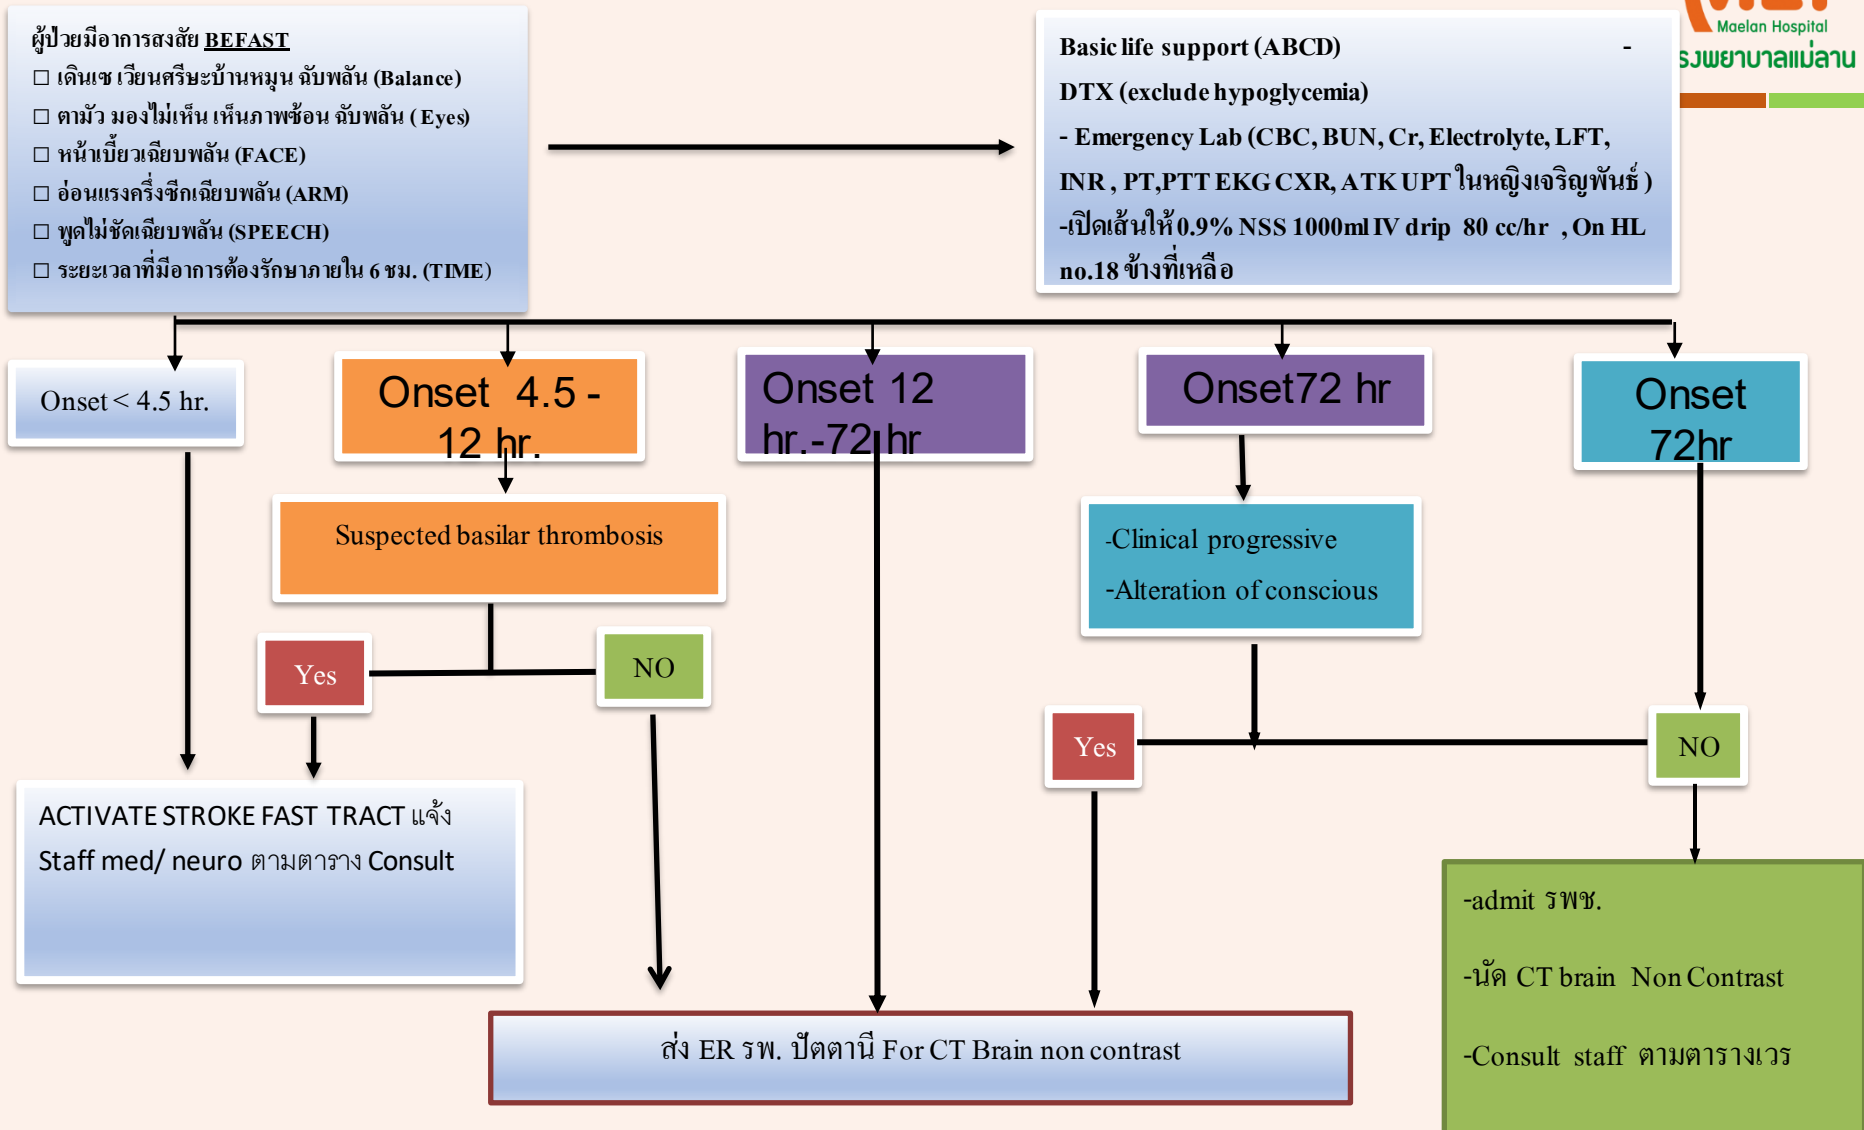 ผู้ป่วยมีอาการสงสัย BEFAST
□ เดินเซ เวียนศรีษะบ้านหมุน ฉับพลัน (Balance)
□ ตามัว มองไม่เห็น เห็นภาพซ้อน ฉับพลัน ( Eyes)
□ หน้าเบี้ยวเฉียบพลัน (FACE)
□ อ่อนแรงครึ่งซีกเฉียบพลัน (ARM)
□ พูดไม่ชัดเฉียบพลัน (SPEECH)
□ ระยะเวลาที่มีอาการต้องรักษาภายใน 6 ชม. (TIME)
Basic life support (ABCD) -
DTX (exclude hypoglycemia)
- Emergency Lab (CBC, BUN, Cr, Electrolyte, LFT,
INR , PT,PTT EKG CXR, ATK UPT ในหญิงเจริญพันธ์ )
-เปิดเส้นให้ 0.9% NSS 1000ml IV drip 80 cc/hr , On HL
no.18 ข้างที่เหลือ
Maelan Hospital
รงพยาบาลแม่ลาน
Onset < 4.5 hr.
Onset 4.5 -
12 hr.
Onset 12
hr.-72 hr
Onset72 hr
Onset
72hr
Suspected basilar thrombosis
-Clinical progressive
-Alteration of conscious
Yes
NO
Yes
NO
ACTIVATE STROKE FAST TRACT แจ้ง
Staff med/ neuro ตามตาราง Consult
ส่ง ER รพ. ปัตตานี For CT Brain non contrast
-admit รพช.
-นัด CT brain Non Contrast
-Consult staff ตามตารางเวร